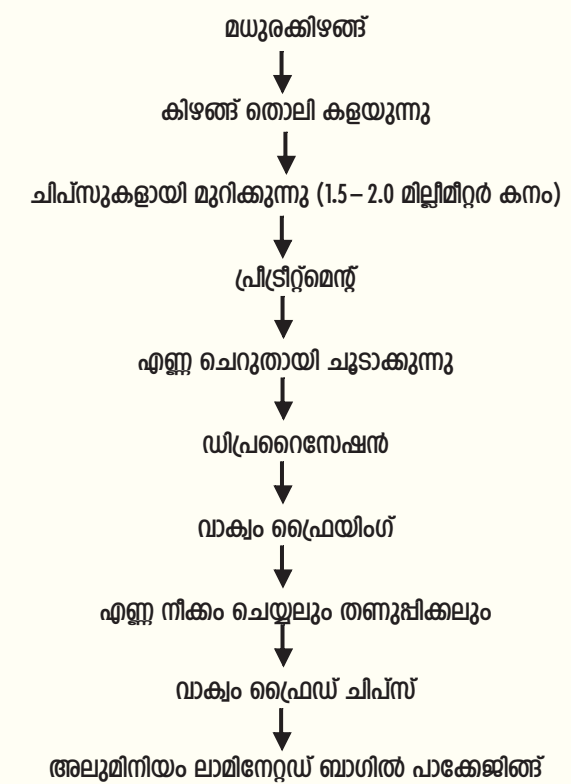 മധുരക്കിഴങ്ങ്
കിഴങ്ങ് തൊലി കളയുന്നു
ചിപ്സുകളായി മുറിക്കുന്നു (1.5–2.0 മില്ലീമീറ്റർ കനം)
പ്രീട്രീറ്റ്മെന്റ്
എണ്ണ ചെറുതായി ചൂടാക്കുന്നു
ഡിപ്രറൈസേഷൻ
വാക്വം ഫ്രൈയിംഗ്
എണ്ണ നീക്കം ചെയ്യലും തണുപ്പിക്കലും
വാക്വം ഫ്രൈഡ് ചിപ്സ്
അലുമിനിയം ലാമിനേറ്റഡ് ബാഗിൽ പാക്കേജിങ്ങ്